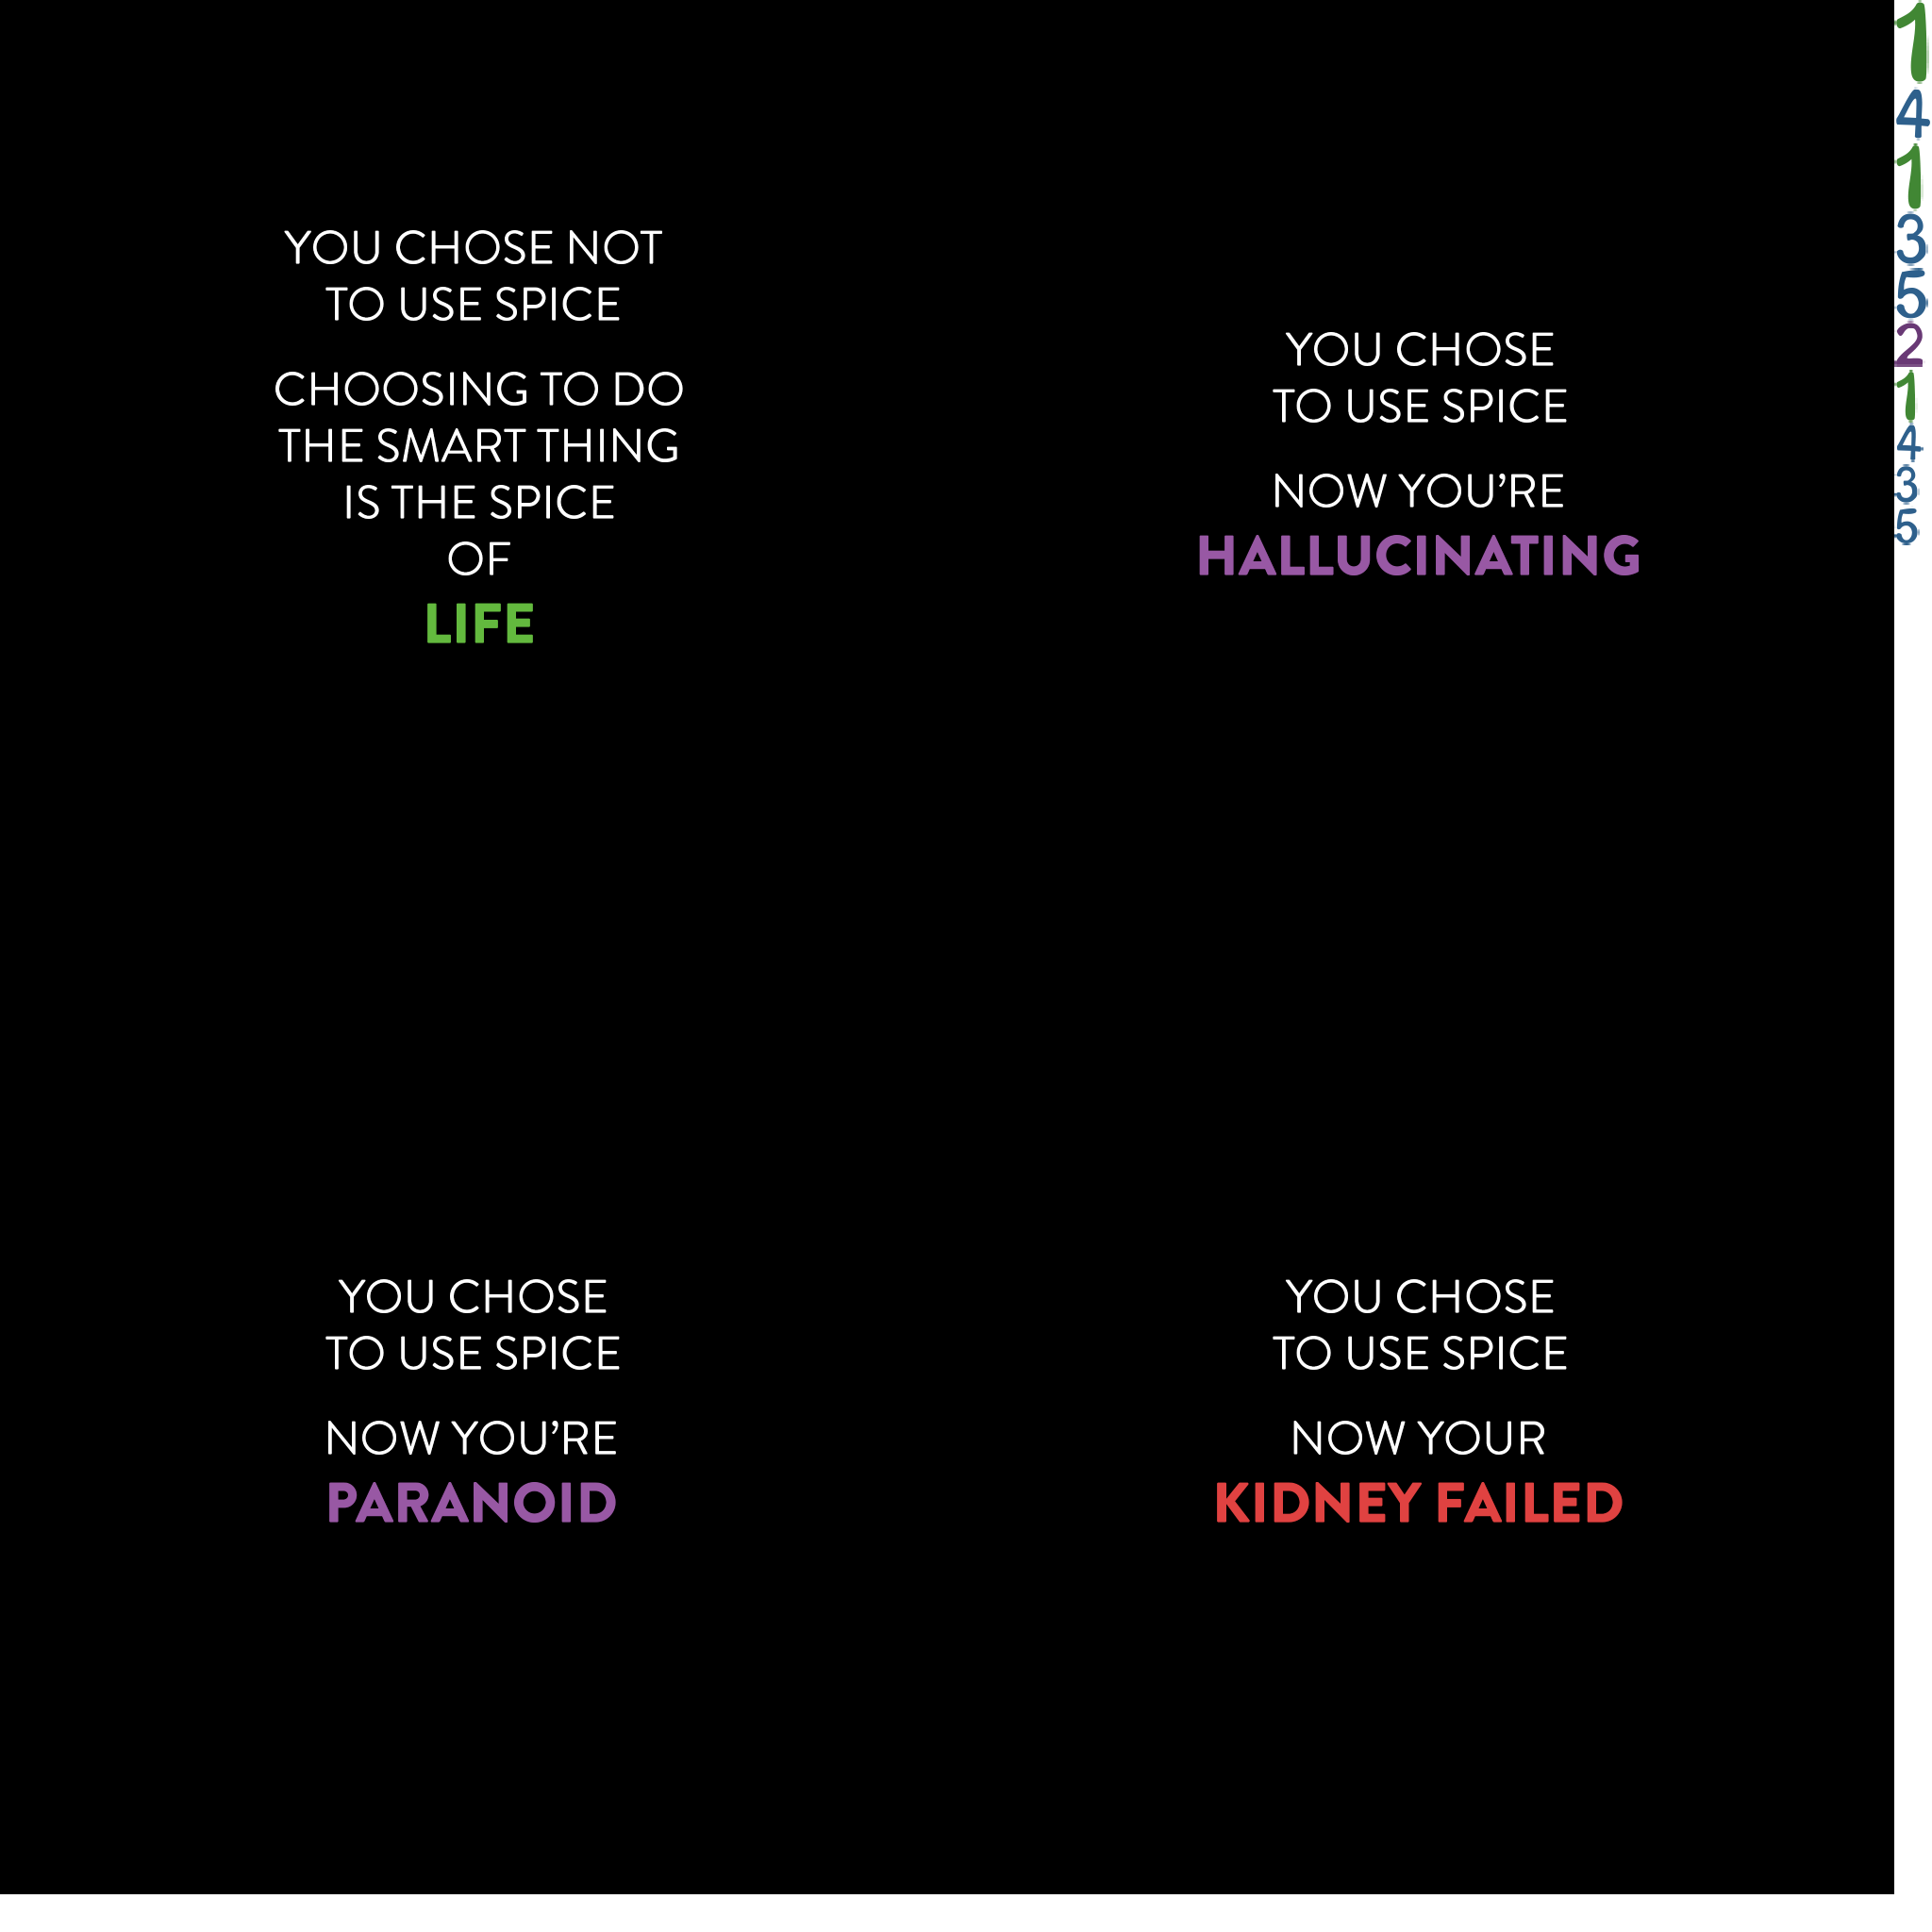 YOU CHOSE NOT
TO USE SPICE
CHOOSING TO DO
THE SMART THING
IS THE SPICE
OF
LIFE
YOU CHOSE
TO USE SPICE
NOW YOU'RE
HALLUCINATING
YOU CHOSE
TO USE SPICE
NOW YOU'RE
PARANOID
YOU CHOSE
TO USE SPICE
NOW YOUR
KIDNEY FAILED
1
4
1
3
5
2
1
4
3
5